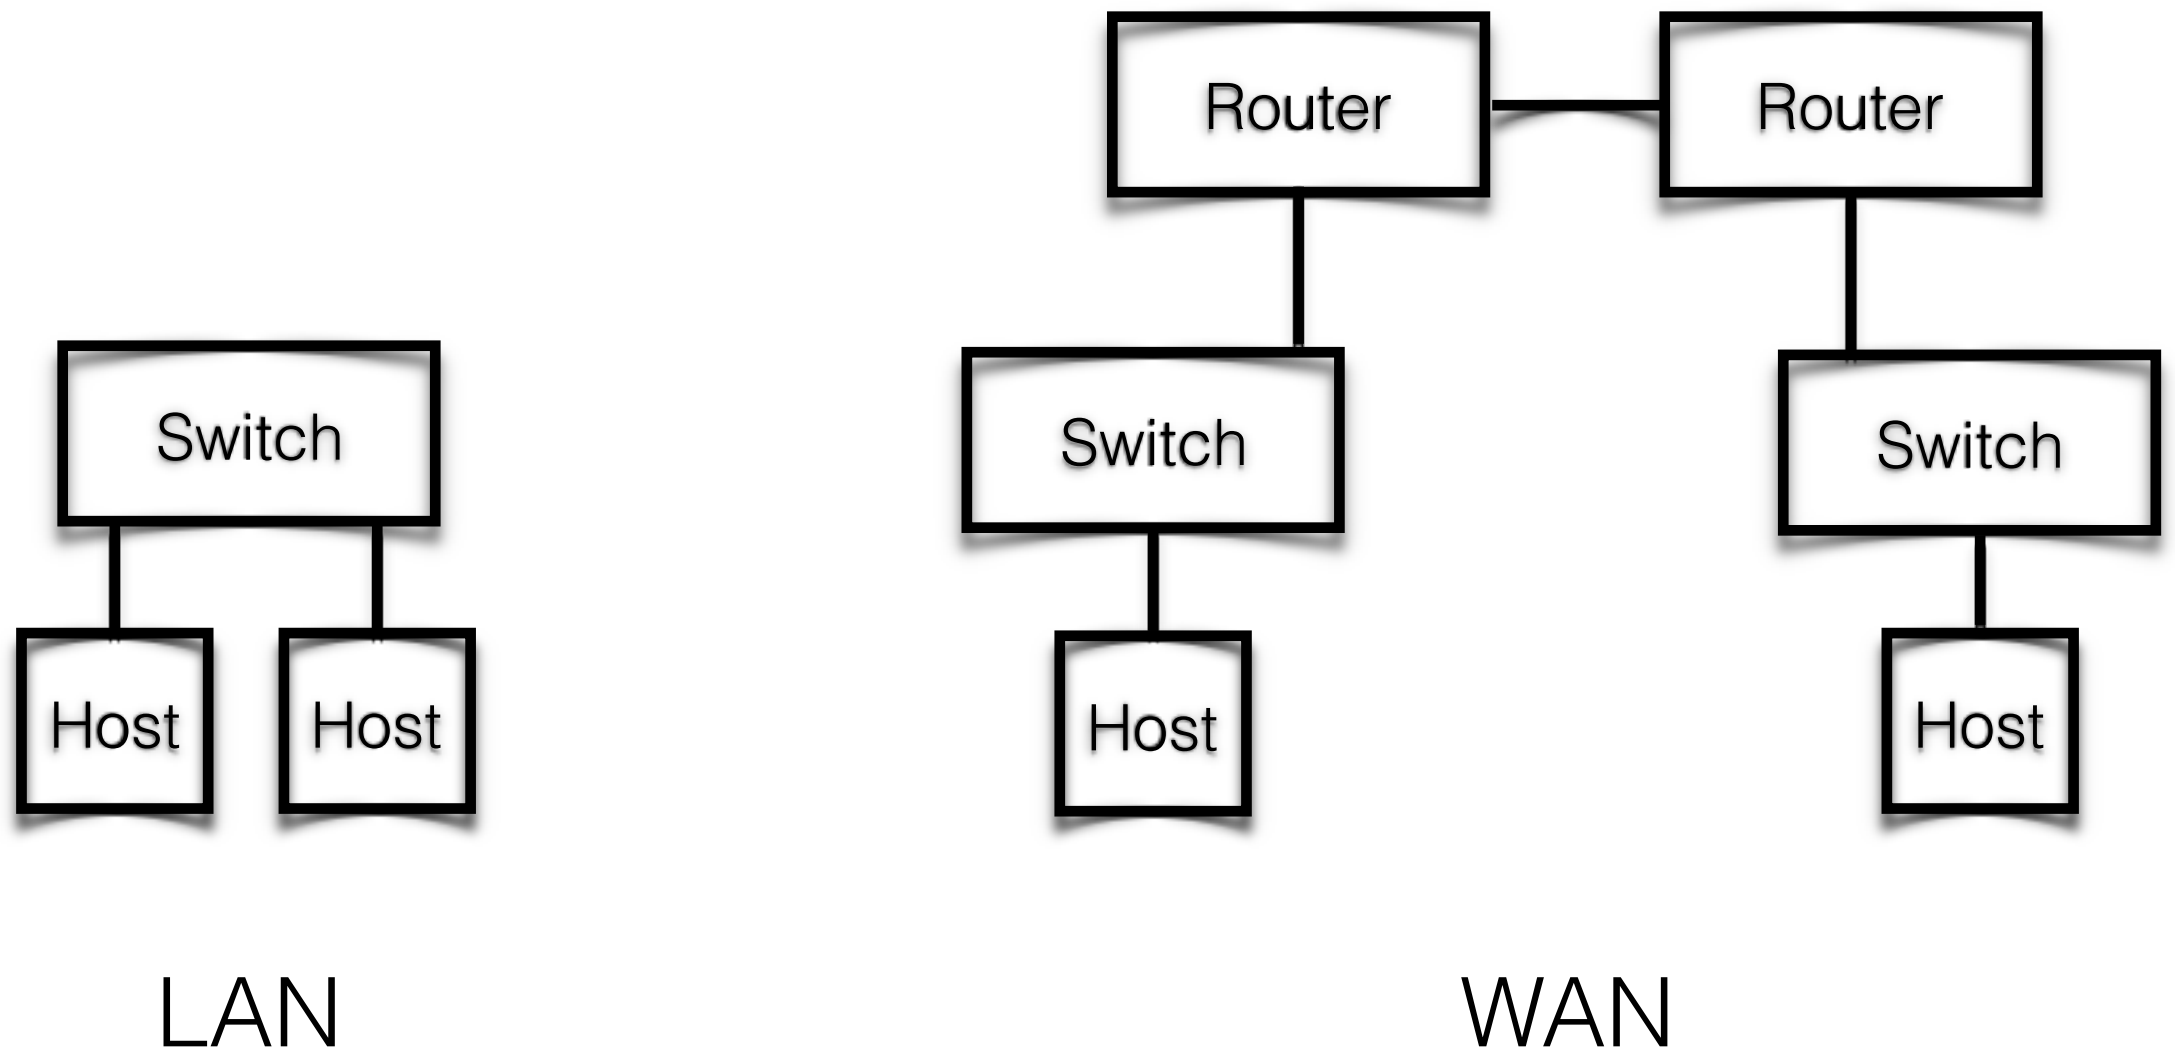 Router
Router
Switch
Switch
Switch
Host
Host
Host
Host
LAN
WAN